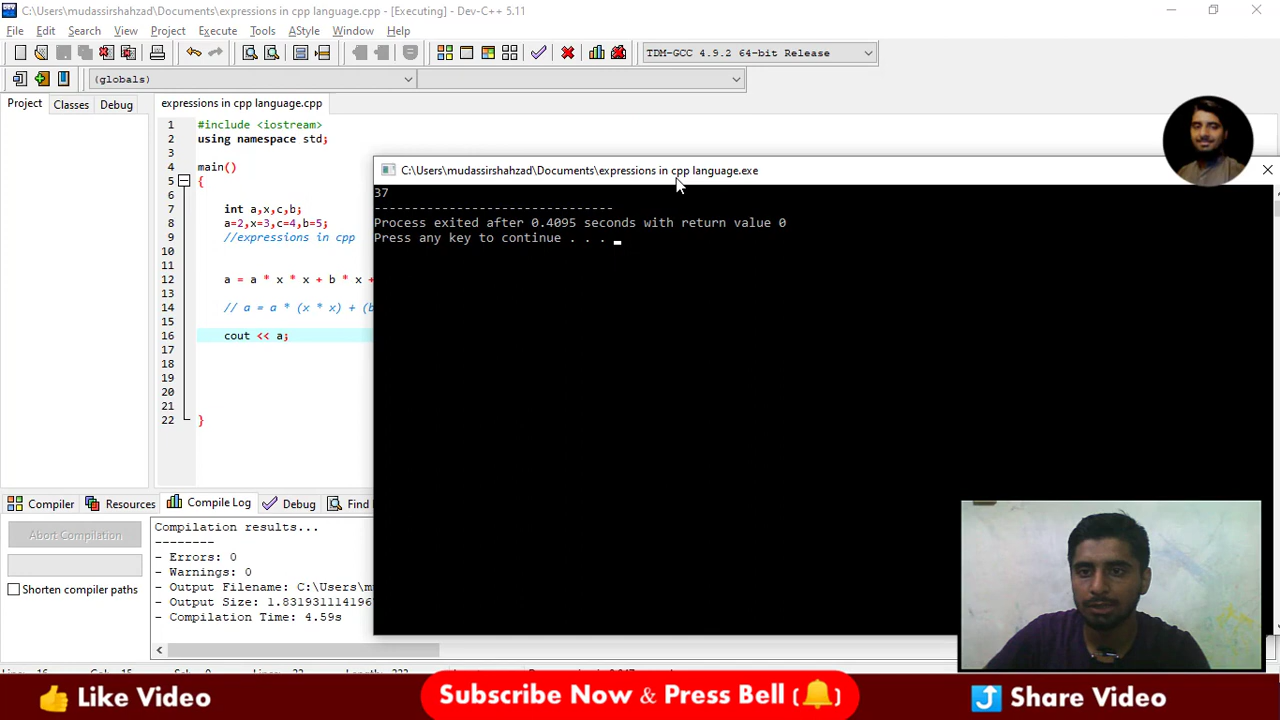 C:\Users\mudassirshahzad\Documents\expressions in cpp language.cpp - [Executing] - Dev-C++ 5.11
File Edit Search View Project Execute Tools AStyle Window Help
TDM-GCC 4.9.2 64-bit Release
(globals)
Project Classes Debug
expressions in cpp language.cpp
1 #include <iostream>
2 using namespace std;
3
4 main()
5 {
6
7 int a,x,c,b;
8 a=2,x=3,c=4,b=5;
9 //expressions in cpp
10
11
12 a = a * x * x + b * x +
13
14 // a = a * (x * x) + (b
15
16 cout << a;
17
18
19
20
21
22 }
C:\Users\mudassirshahzad\Documents\expressions in cpp language.exe
37
--------------------------------
Process exited after 0.4095 seconds with return value 0
Press any key to continue . . .
Compiler Resources Compile Log Debug Find
Abort Compilation
Shorten compiler paths
Compilation results...
--------
- Errors: 0
- Warnings: 0
- Output Filename: C:\Users\m
- Output Size: 1.831931114196
- Compilation Time: 4.59s
Like Video
Subscribe Now & Press Bell ( )
Share Video